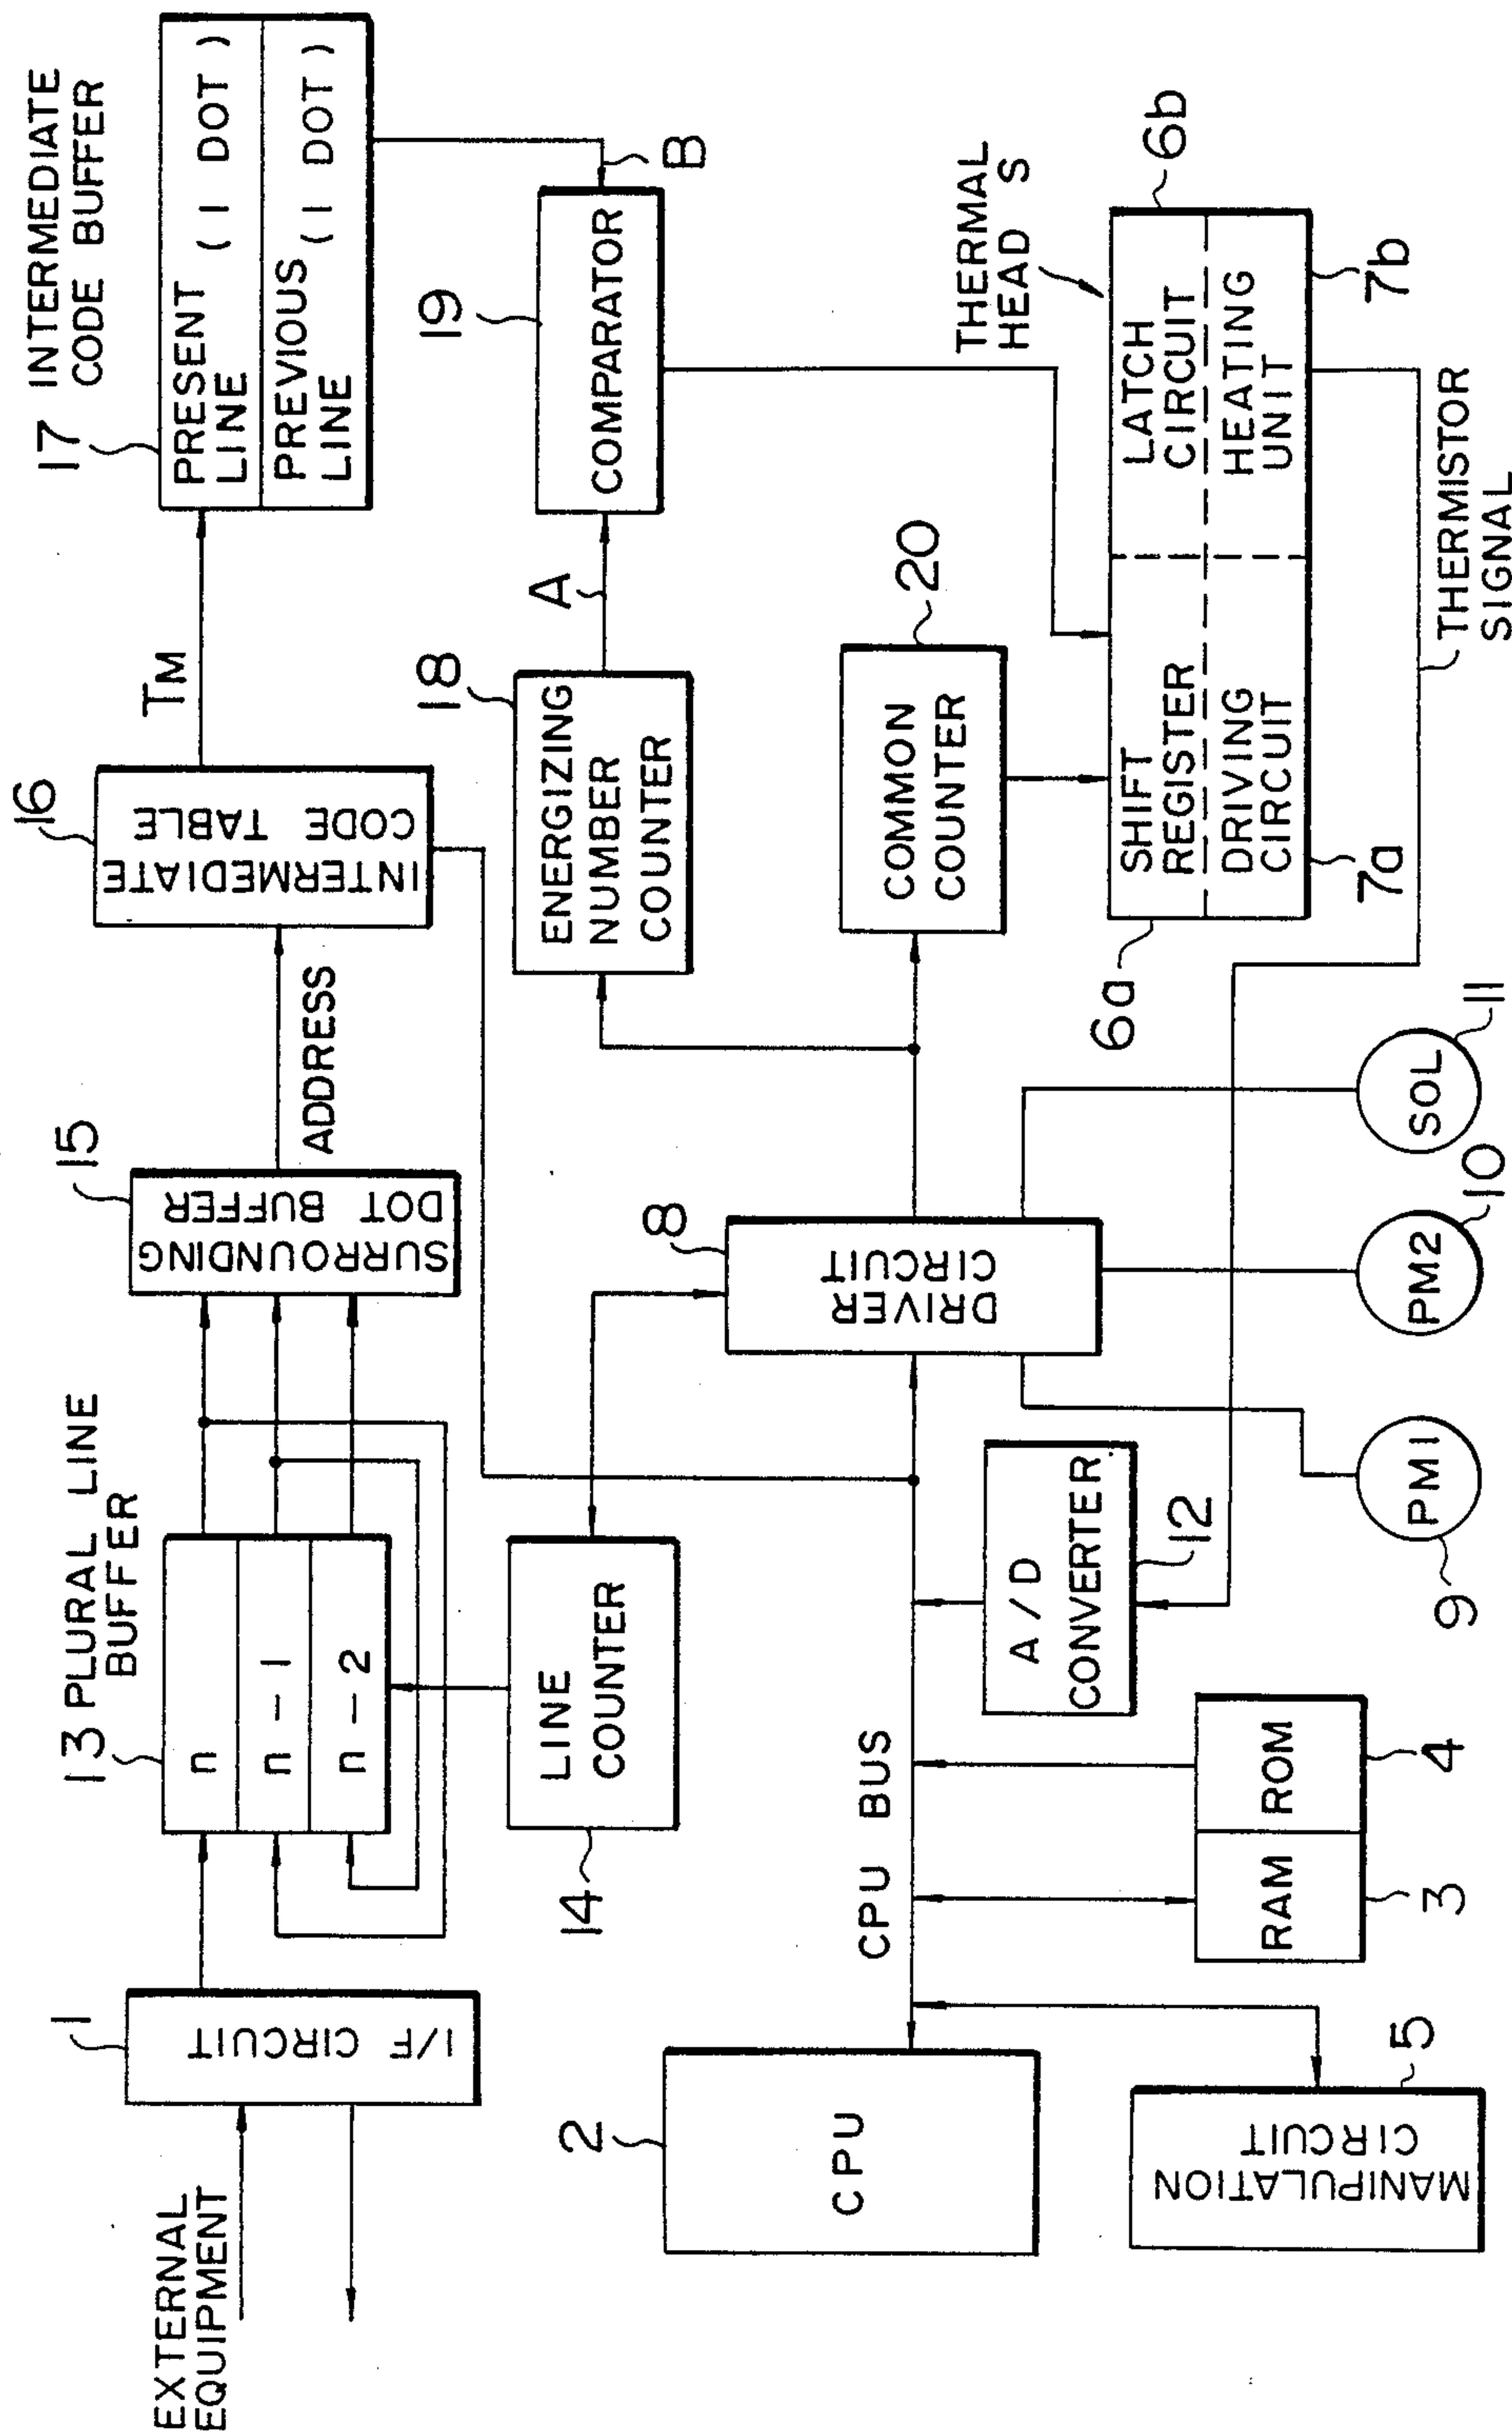 EXTERNAL
EQUIPMENT
1
I/F CIRCUIT
13 PLURAL LINE
BUFFER
n
n-1
n-2
15
SURROUNDING
DOT BUFFER
ADDRESS
16
INTERMEDIATE
CODE TABLE
TM
17 INTERMEDIATE
CODE BUFFER
PRESENT
LINE (1 DOT)
PREVIOUS
LINE (1 DOT)
14
LINE
COUNTER
18
ENERGIZING
NUMBER
COUNTER
A
19
COMPARATOR
B
2
CPU
CPU BUS
8
DRIVER
CIRCUIT
20
COMMON
COUNTER
THERMAL
HEAD S
5
MANIPULATION
CIRCUIT
RAM
ROM
3
4
A/D
CONVERTER
12
6a
SHIFT
REGISTER
LATCH
CIRCUIT
6b
DRIVING
CIRCUIT
HEATING
UNIT
7a
7b
THERMISTOR
SIGNAL
9
PM1
PM2
10
SOL
11